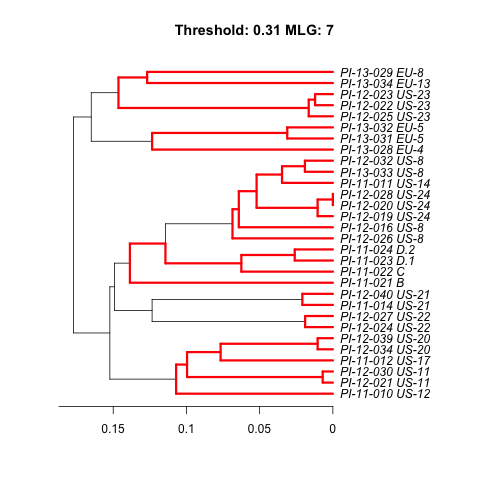 Threshold: 0.31 MLG: 7
PI-13-029 EU-8
PI-13-034 EU-13
PI-12-023 US-23
PI-12-022 US-23
PI-12-025 US-23
PI-13-032 EU-5
PI-13-031 EU-5
PI-13-028 EU-4
PI-12-032 US-8
PI-13-033 US-8
PI-11-011 US-14
PI-12-028 US-24
PI-12-020 US-24
PI-12-019 US-24
PI-12-016 US-8
PI-12-026 US-8
PI-11-024 D.2
PI-11-023 D.1
PI-11-022 C
PI-11-021 B
PI-12-040 US-21
PI-11-014 US-21
PI-12-027 US-22
PI-12-024 US-22
PI-12-039 US-20
PI-12-034 US-20
PI-11-012 US-17
PI-12-030 US-11
PI-12-021 US-11
PI-11-010 US-12
0.15 0.1 0.05 0